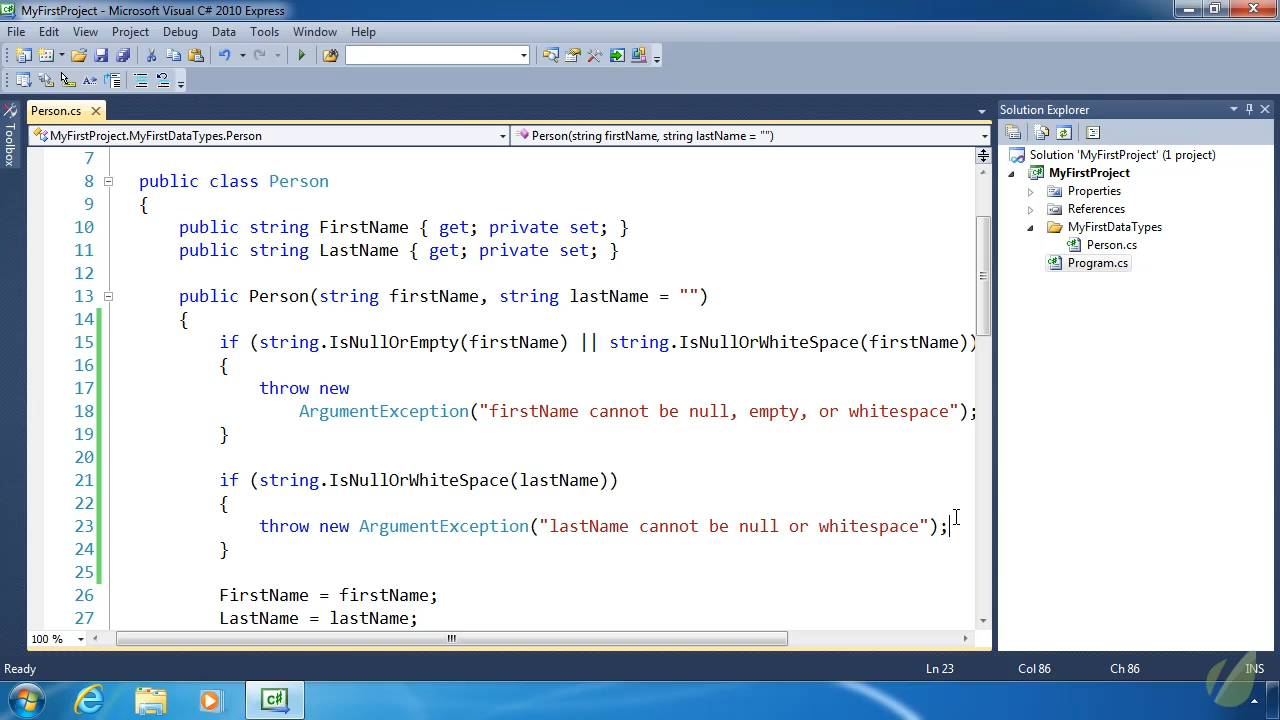 MyFirstProject - Microsoft Visual C# 2010 Express
File Edit View Project Debug Data Tools Window Help
Person.cs
MyFirstProject.MyFirstDataTypes.Person
Person(string firstName, string lastName = "")
Toolbox
7
8 public class Person
9 {
10 public string FirstName { get; private set; }
11 public string LastName { get; private set; }
12
13 public Person(string firstName, string lastName = "")
14 {
15 if (string.IsNullOrEmpty(firstName) || string.IsNullOrWhiteSpace(firstName))
16 {
17 throw new
18 ArgumentException("firstName cannot be null, empty, or whitespace");
19 }
20
21 if (string.IsNullOrWhiteSpace(lastName))
22 {
23 throw new ArgumentException("lastName cannot be null or whitespace");
24 }
25
26 FirstName = firstName;
27 LastName = lastName;
100 %
Solution Explorer
Solution 'MyFirstProject' (1 project)
MyFirstProject
Properties
References
MyFirstDataTypes
Person.cs
Program.cs
Ready Ln 23 Col 86 Ch 86 INS